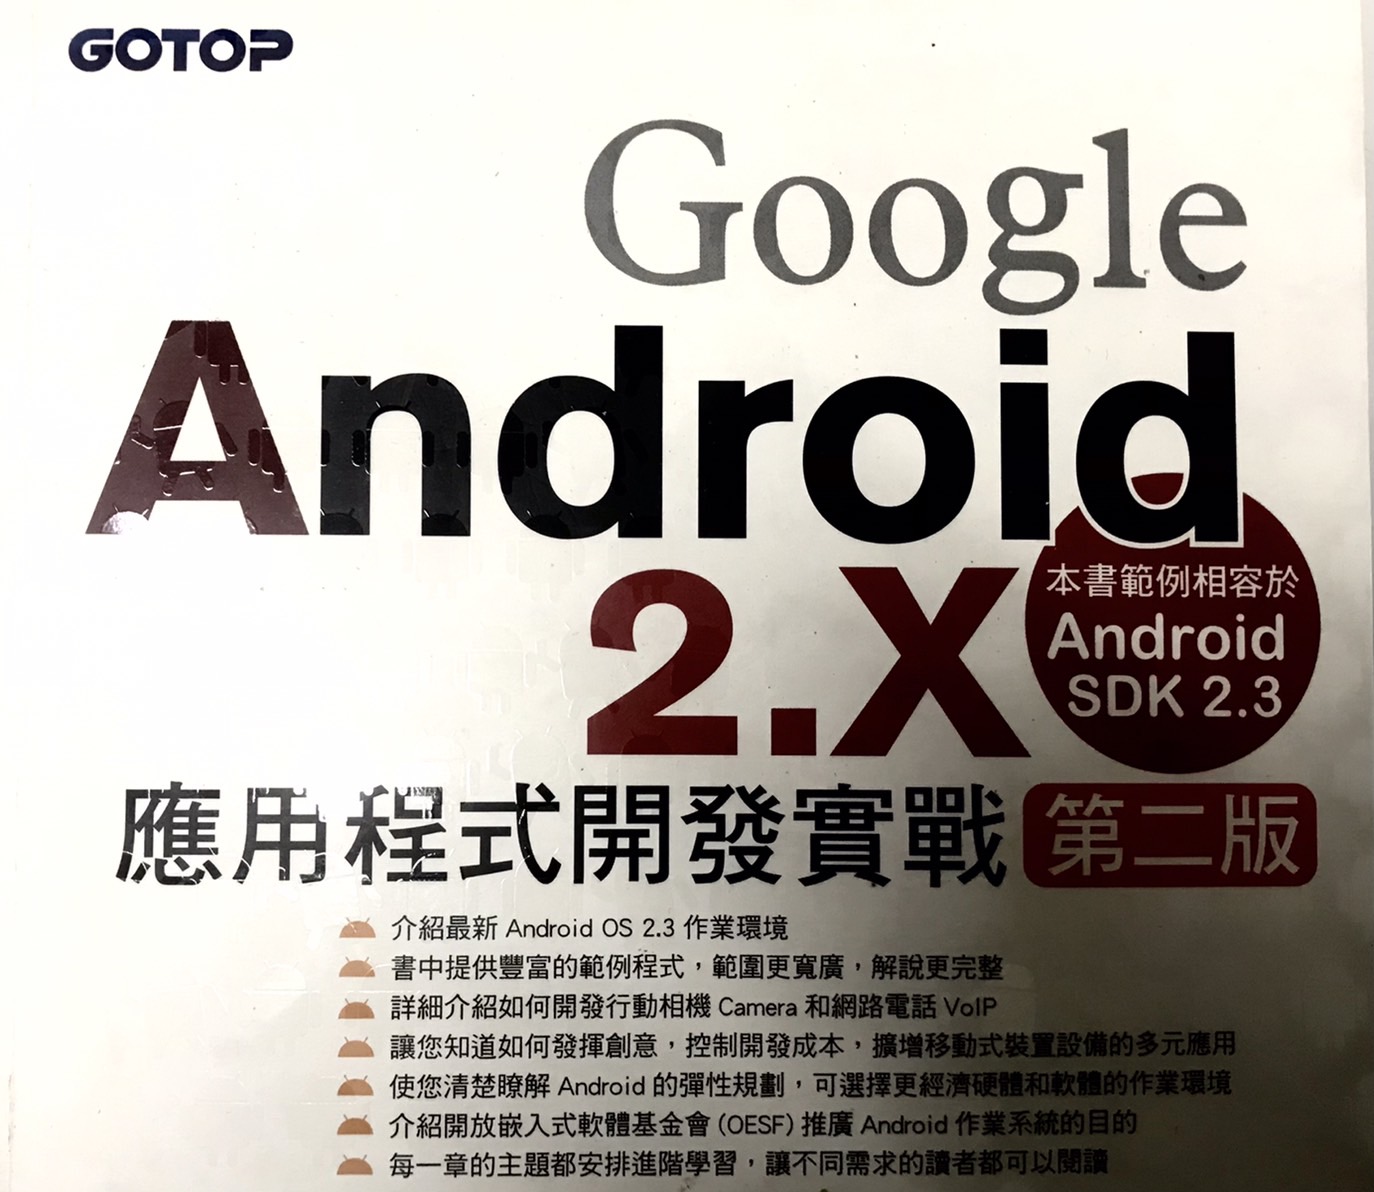 GOTOP
Google
Android
2.X
本書範例相容於
Android
SDK 2.3
應用程式開發實戰 第二版
介紹最新 Android OS 2.3 作業環境
書中提供豐富的範例程式，範圍更寬廣，解說更完整
詳細介紹如何開發行動相機 Camera 和網路電話 VoIP
讓您知道如何發揮創意，控制開發成本，擴增移動式裝置設備的多元應用
使您清楚瞭解 Android 的彈性規劃，可選擇更經濟硬體和軟體的作業環境
介紹開放嵌入式軟體基金會 (OESF) 推廣 Android 作業系統的目的
每一章的主題都安排進階學習，讓不同需求的讀者都可以閱讀